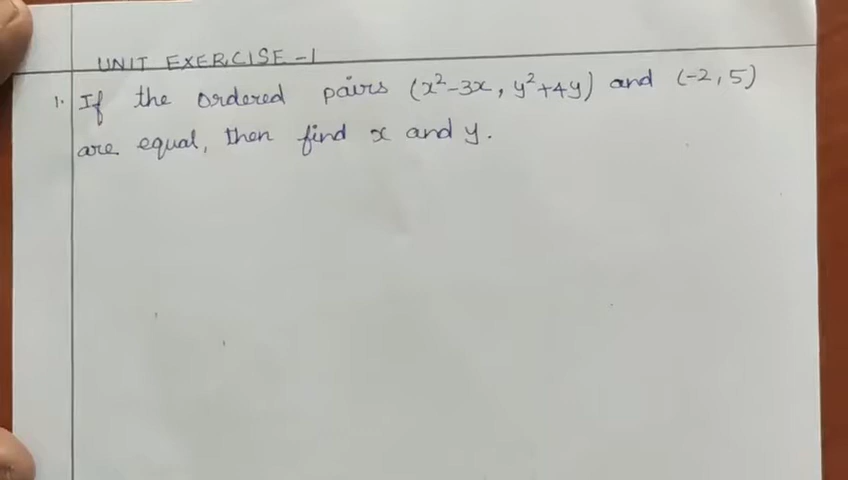 UNIT EXERCISE -1
1. If the ordered pairs (x²-3x, y²+4y) and (-2,5)
are equal, then find x and y.